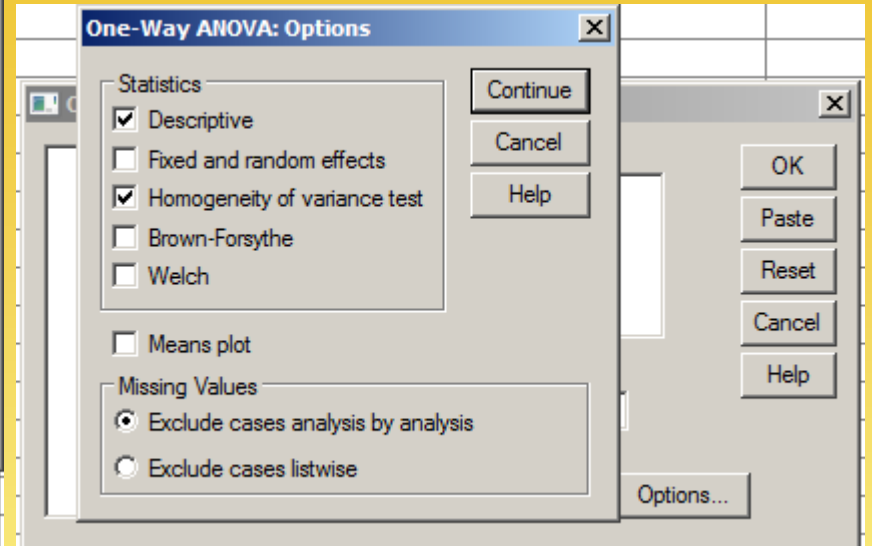 One-Way ANOVA: Options
Statistics
Descriptive
Fixed and random effects
Homogeneity of variance test
Brown-Forsythe
Welch
Means plot
Missing Values
Exclude cases analysis by analysis
Exclude cases listwise
Continue
Cancel
Help
OK
Paste
Reset
Cancel
Help
Options...